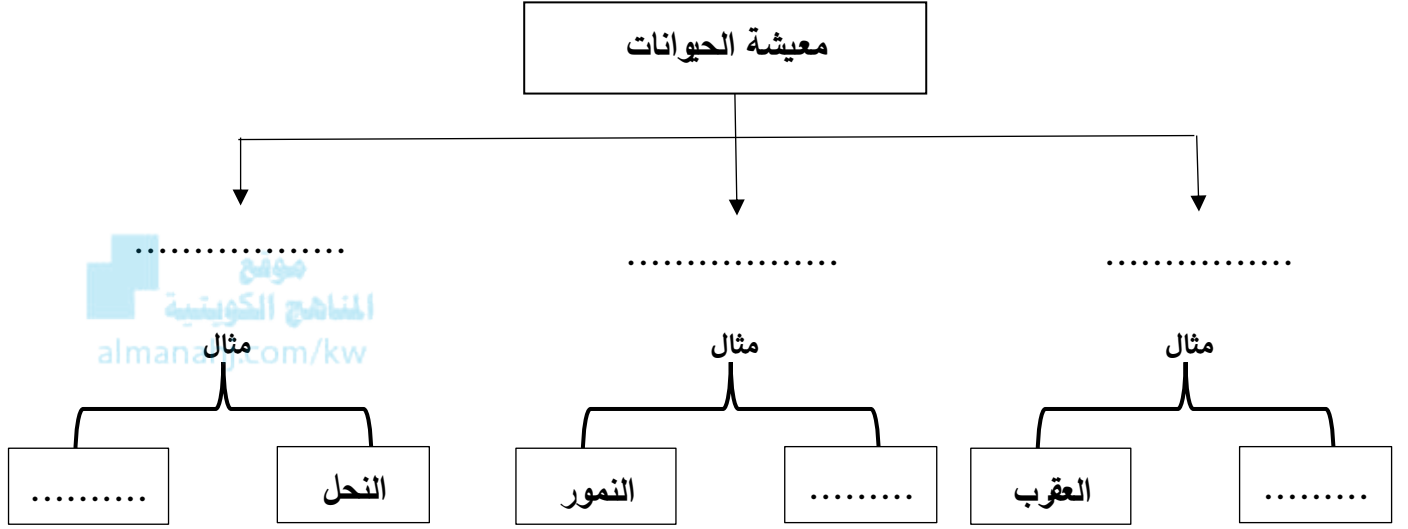 معيشة الحيوانات
................ .................. ..................
موقع
المناهج الكويتية
almanahj.com/kw
مثال مثال مثال
......... العقرب ......... النمور النحل ..........